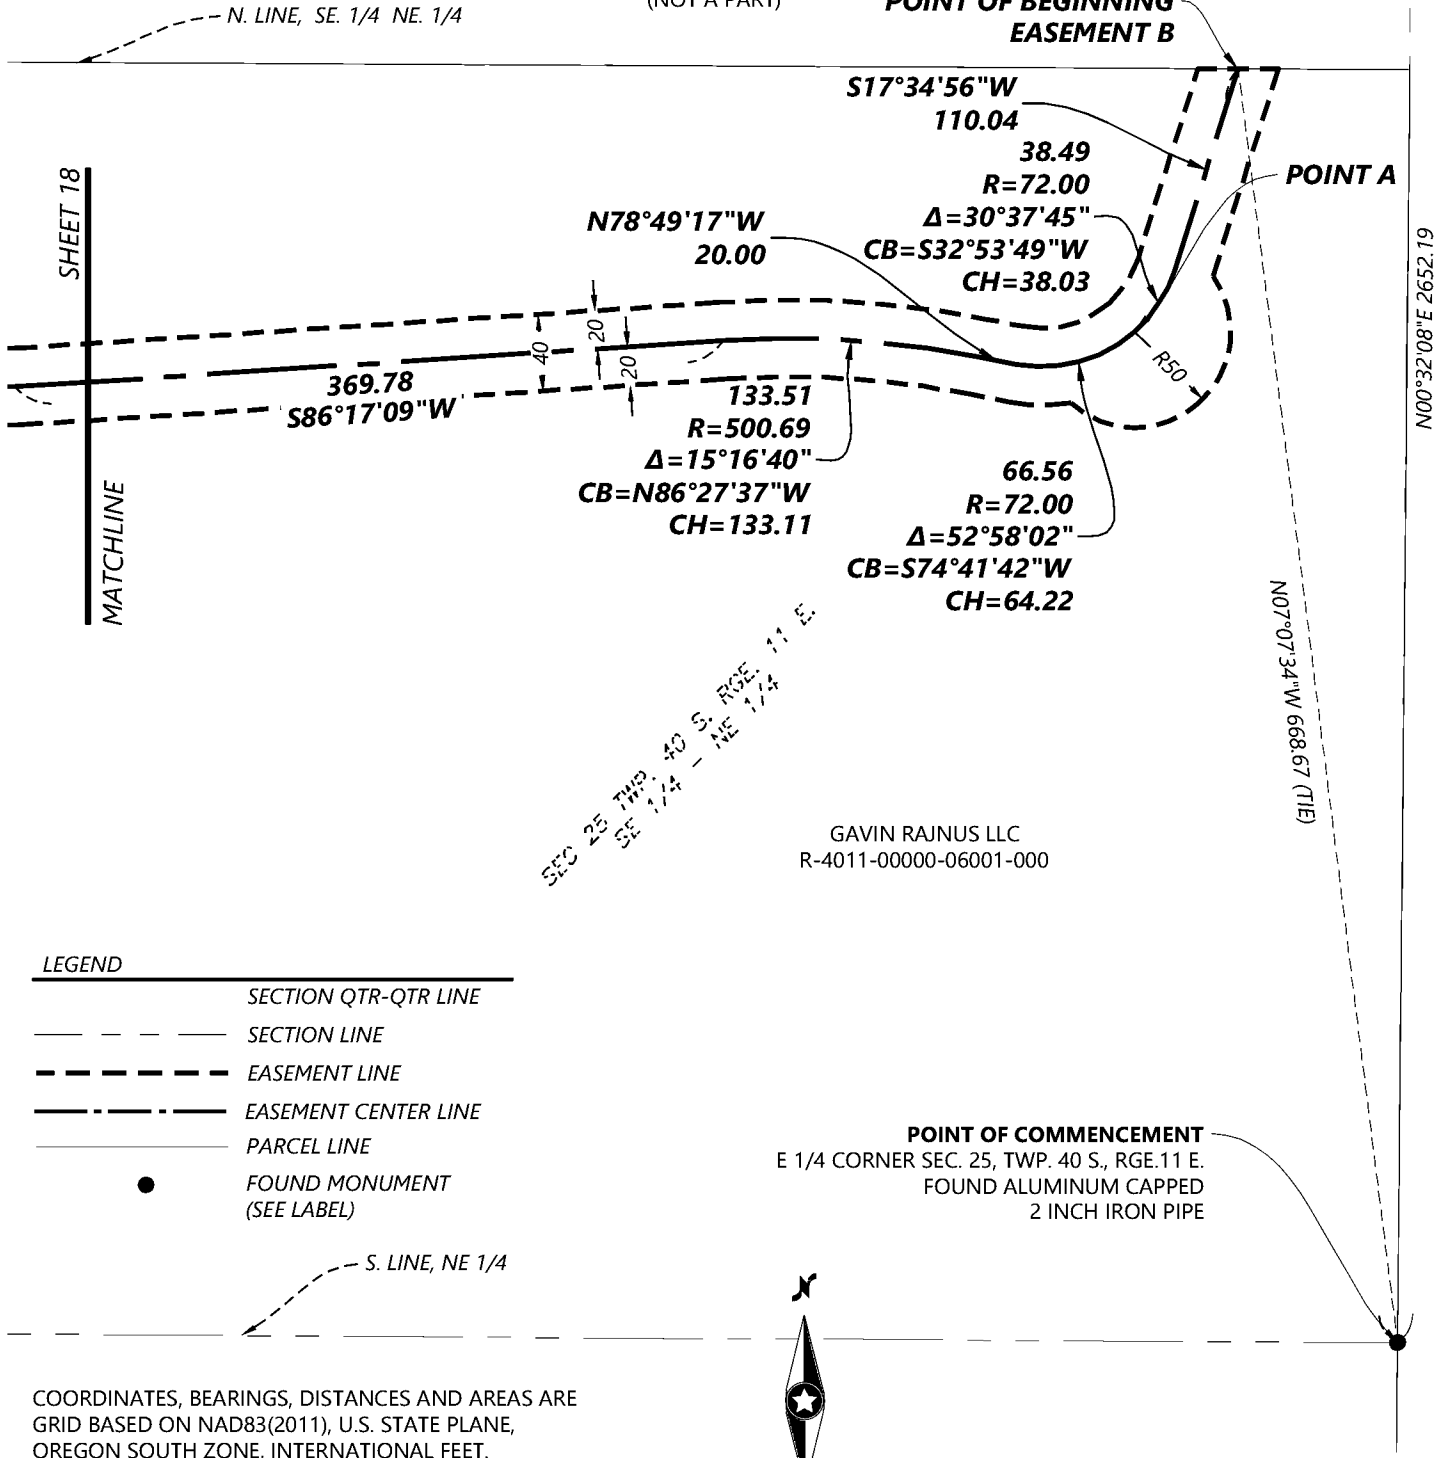 N. LINE, SE. 1/4 NE. 1/4
(NOT A PART)
POINT OF BEGINNING
EASEMENT B
S17°34'56"W
110.04
38.49
R=72.00
Δ=30°37'45"
CB=S32°53'49"W
CH=38.03
POINT A
N78°49'17"W
20.00
SHEET 18
MATCHLINE
N00°32'08"E 2652.19
20
40
20
R50
369.78
S86°17'09"W
133.51
R=500.69
Δ=15°16'40"
CB=N86°27'37"W
CH=133.11
66.56
R=72.00
Δ=52°58'02"
CB=S74°41'42"W
CH=64.22
N07°07'34"W 668.67 (TIE)
SEC 25 TWP. 40 S. RGE. 11 E.
SE 1/4 - NE 1/4
GAVIN RAJNUS LLC
R-4011-00000-06001-000
LEGEND
SECTION QTR-QTR LINE
SECTION LINE
EASEMENT LINE
EASEMENT CENTER LINE
PARCEL LINE
FOUND MONUMENT
(SEE LABEL)
POINT OF COMMENCEMENT
E 1/4 CORNER SEC. 25, TWP. 40 S., RGE.11 E.
FOUND ALUMINUM CAPPED
2 INCH IRON PIPE
S. LINE, NE 1/4
N
COORDINATES, BEARINGS, DISTANCES AND AREAS ARE
GRID BASED ON NAD83(2011), U.S. STATE PLANE,
OREGON SOUTH ZONE, INTERNATIONAL FEET.